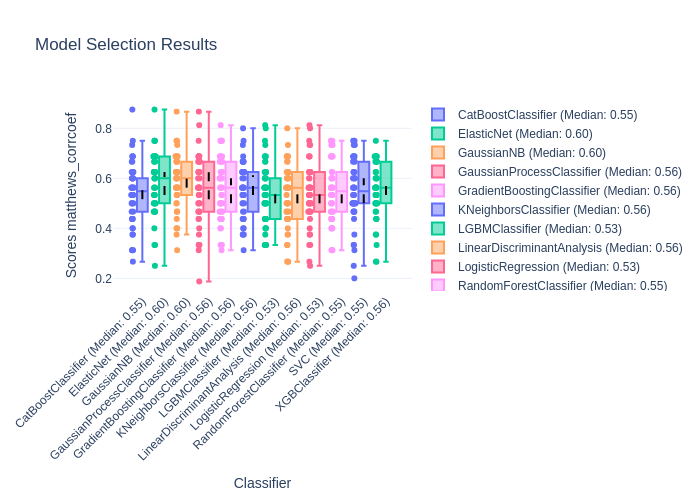 Model Selection Results
Scores matthews_corrcoef
0.8
0.6
0.4
0.2
CatBoostClassifier (Median: 0.55)
ElasticNet (Median: 0.60)
GaussianNB (Median: 0.60)
GaussianProcessClassifier (Median: 0.56)
GradientBoostingClassifier (Median: 0.56)
KNeighborsClassifier (Median: 0.56)
LGBMClassifier (Median: 0.53)
LinearDiscriminantAnalysis (Median: 0.56)
LogisticRegression (Median: 0.53)
RandomForestClassifier (Median: 0.55)
SVC (Median: 0.55)
XGBClassifier (Median: 0.56)
Classifier
CatBoostClassifier (Median: 0.55)
ElasticNet (Median: 0.60)
GaussianNB (Median: 0.60)
GaussianProcessClassifier (Median: 0.56)
GradientBoostingClassifier (Median: 0.56)
KNeighborsClassifier (Median: 0.56)
LGBMClassifier (Median: 0.53)
LinearDiscriminantAnalysis (Median: 0.56)
LogisticRegression (Median: 0.53)
RandomForestClassifier (Median: 0.55)